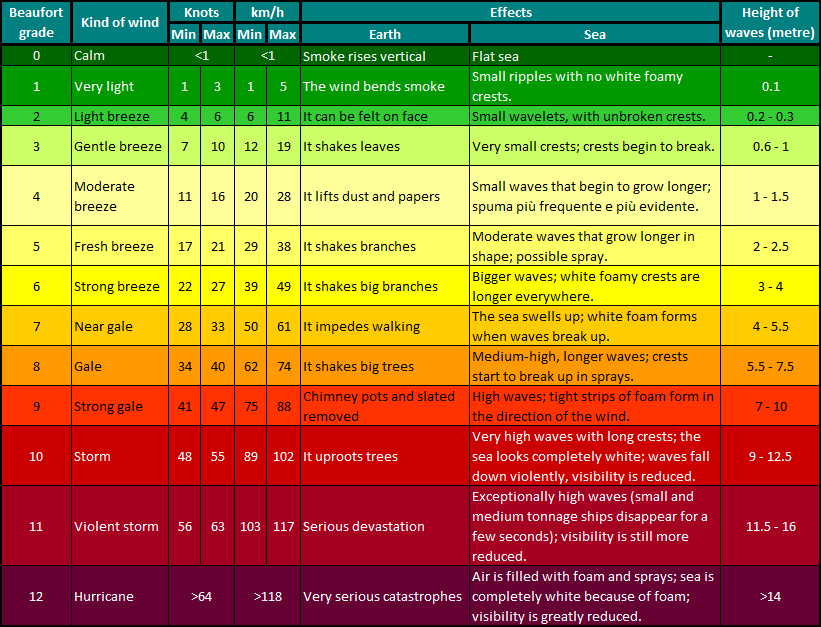 Beaufort grade Kind of wind Knots km/h Effects Height of waves (metre)
Min Max Min Max Earth Sea
0 Calm <1 <1 Smoke rises vertical Flat sea -
1 Very light 1 3 1 5 The wind bends smoke Small ripples with no white foamy
crests. 0.1
2 Light breeze 4 6 6 11 It can be felt on face Small wavelets, with unbroken crests. 0.2 - 0.3
3 Gentle breeze 7 10 12 19 It shakes leaves Very small crests; crests begin to break. 0.6 - 1
4 Moderate
breeze 11 16 20 28 It lifts dust and papers Small waves that begin to grow longer;
spuma più frequente e più evidente. 1 - 1.5
5 Fresh breeze 17 21 29 38 It shakes branches Moderate waves that grow longer in
shape; possible spray. 2 - 2.5
6 Strong breeze 22 27 39 49 It shakes big branches Bigger waves; white foamy crests are
longer everywhere. 3 - 4
7 Near gale 28 33 50 61 It impedes walking The sea swells up; white foam forms
when waves break up. 4 - 5.5
8 Gale 34 40 62 74 It shakes big trees Medium-high, longer waves; crests
start to break up in sprays. 5.5 - 7.5
9 Strong gale 41 47 75 88 Chimney pots and slated
removed High waves; tight strips of foam form in
the direction of the wind. 7 - 10
10 Storm 48 55 89 102 It uproots trees Very high waves with long crests; the
sea looks completely white; waves fall
down violently, visibility is reduced. 9 - 12.5
11 Violent storm 56 63 103 117 Serious devastation Exceptionally high waves (small and
medium tonnage ships disappear for a
few seconds); visibility is still more
reduced. 11.5 - 16
12 Hurricane >64 >118 Very serious catastrophes Air is filled with foam and sprays; sea is
completely white because of foam;
visibility is greatly reduced. >14